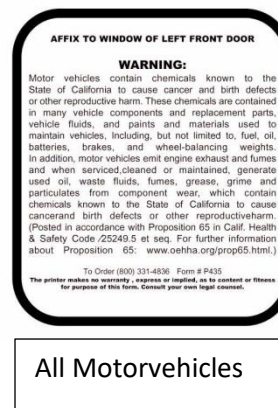 AFFIX TO WINDOW OF LEFT FRONT DOOR
WARNING:
Motor vehicles contain chemicals known to the
State of California to cause cancer and birth defects
or other reproductive harm. These chemicals are contained
in many vehicle components and replacement parts,
vehicle fluids, and paints and materials used to
maintain vehicles, Including, but not limited to, fuel, oil,
batteries, brakes, and wheel-balancing weights.
In addition, motor vehicles emit engine exhaust and fumes
and when serviced,cleaned or maintained, generate
used oil, waste fluids, fumes, grease, grime and
particulates from component wear, which contain
chemicals known to the State of California to cause
cancerand birth defects or other reproductiveharm.
(Posted in accordance with Proposition 65 in Calif. Health
& Safety Code ⁄25249.5 et seq. For further information
about Proposition 65: www.oehha.org/prop65.html.)
To Order (800) 331-4836 Form # P435
The printer makes no warranty , express or implied, as to content or fitness
for purpose of this form. Consult your own legal counsel.
All Motorvehicles